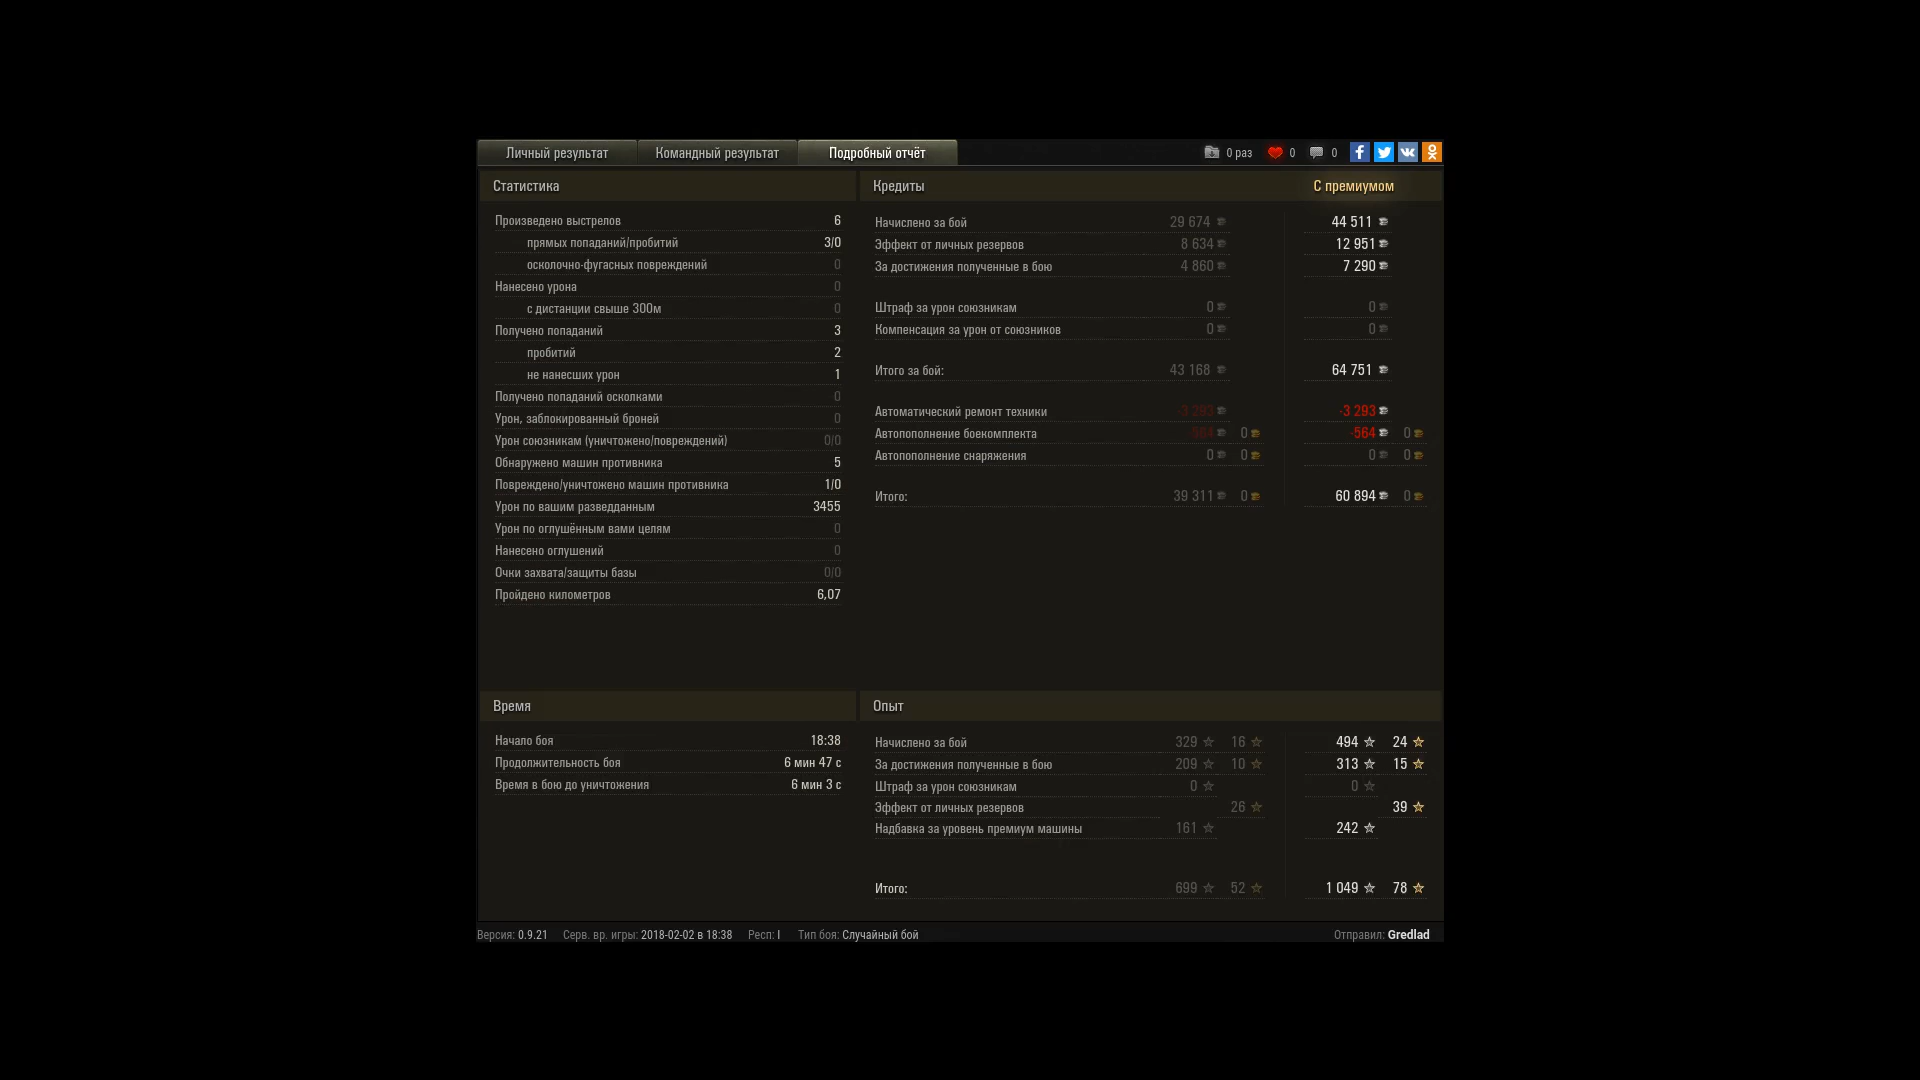 Личный результат Командный результат Подробный отчёт 0 раз 0 0
Статистика
Произведено выстрелов 6
прямых попаданий/пробитий 3/0
осколочно-фугасных повреждений 0
Нанесено урона 0
с дистанции свыше 300м 0
Получено попаданий 3
пробитий 2
не нанесших урон 1
Получено попаданий осколками 0
Урон, заблокированный броней 0
Урон союзникам (уничтожено/повреждений) 0/0
Обнаружено машин противника 5
Повреждено/уничтожено машин противника 1/0
Урон по вашим разведданным 3455
Урон по оглушённым вами целям 0
Нанесено оглушений 0
Очки захвата/защиты базы 0/0
Пройдено километров 6,07
Кредиты С премиумом
Начислено за бой 29 674 44 511
Эффект от личных резервов 8 634 12 951
За достижения полученные в бою 4 860 7 290
Штраф за урон союзникам 0 0
Компенсация за урон от союзников 0 0
Итого за бой: 43 168 64 751
Автоматический ремонт техники -3 293 -3 293
Автопополнение боекомплекта -564 0 -564 0
Автопополнение снаряжения 0 0 0 0
Итого: 39 311 0 60 894 0
Время
Начало боя 18:38
Продолжительность боя 6 мин 47 с
Время в бою до уничтожения 6 мин 3 с
Опыт
Начислено за бой 329 16 494 24
За достижения полученные в бою 209 10 313 15
Штраф за урон союзникам 0 0
Эффект от личных резервов 26 39
Надбавка за уровень премиум машины 161 242
Итого: 699 52 1 049 78
Версия: 0.9.21 Серв. вр. игры: 2018-02-02 в 18:38 Респ: I Тип боя: Случайный бой Отправил: Gredlad